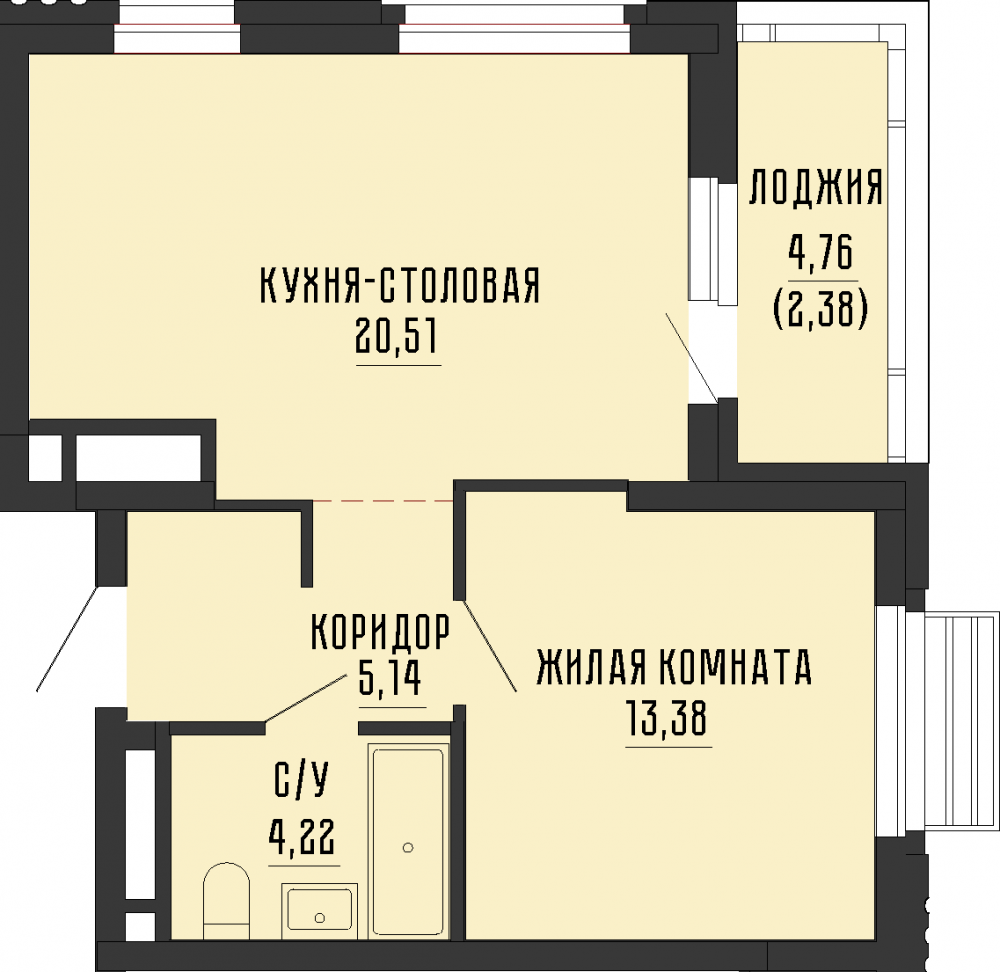 ЛОДЖИЯ
4,76
(2,38)
КУХНЯ-СТОЛОВАЯ
20,51
КОРИДОР
5,14
ЖИЛАЯ КОМНАТА
13,38
С/У
4,22